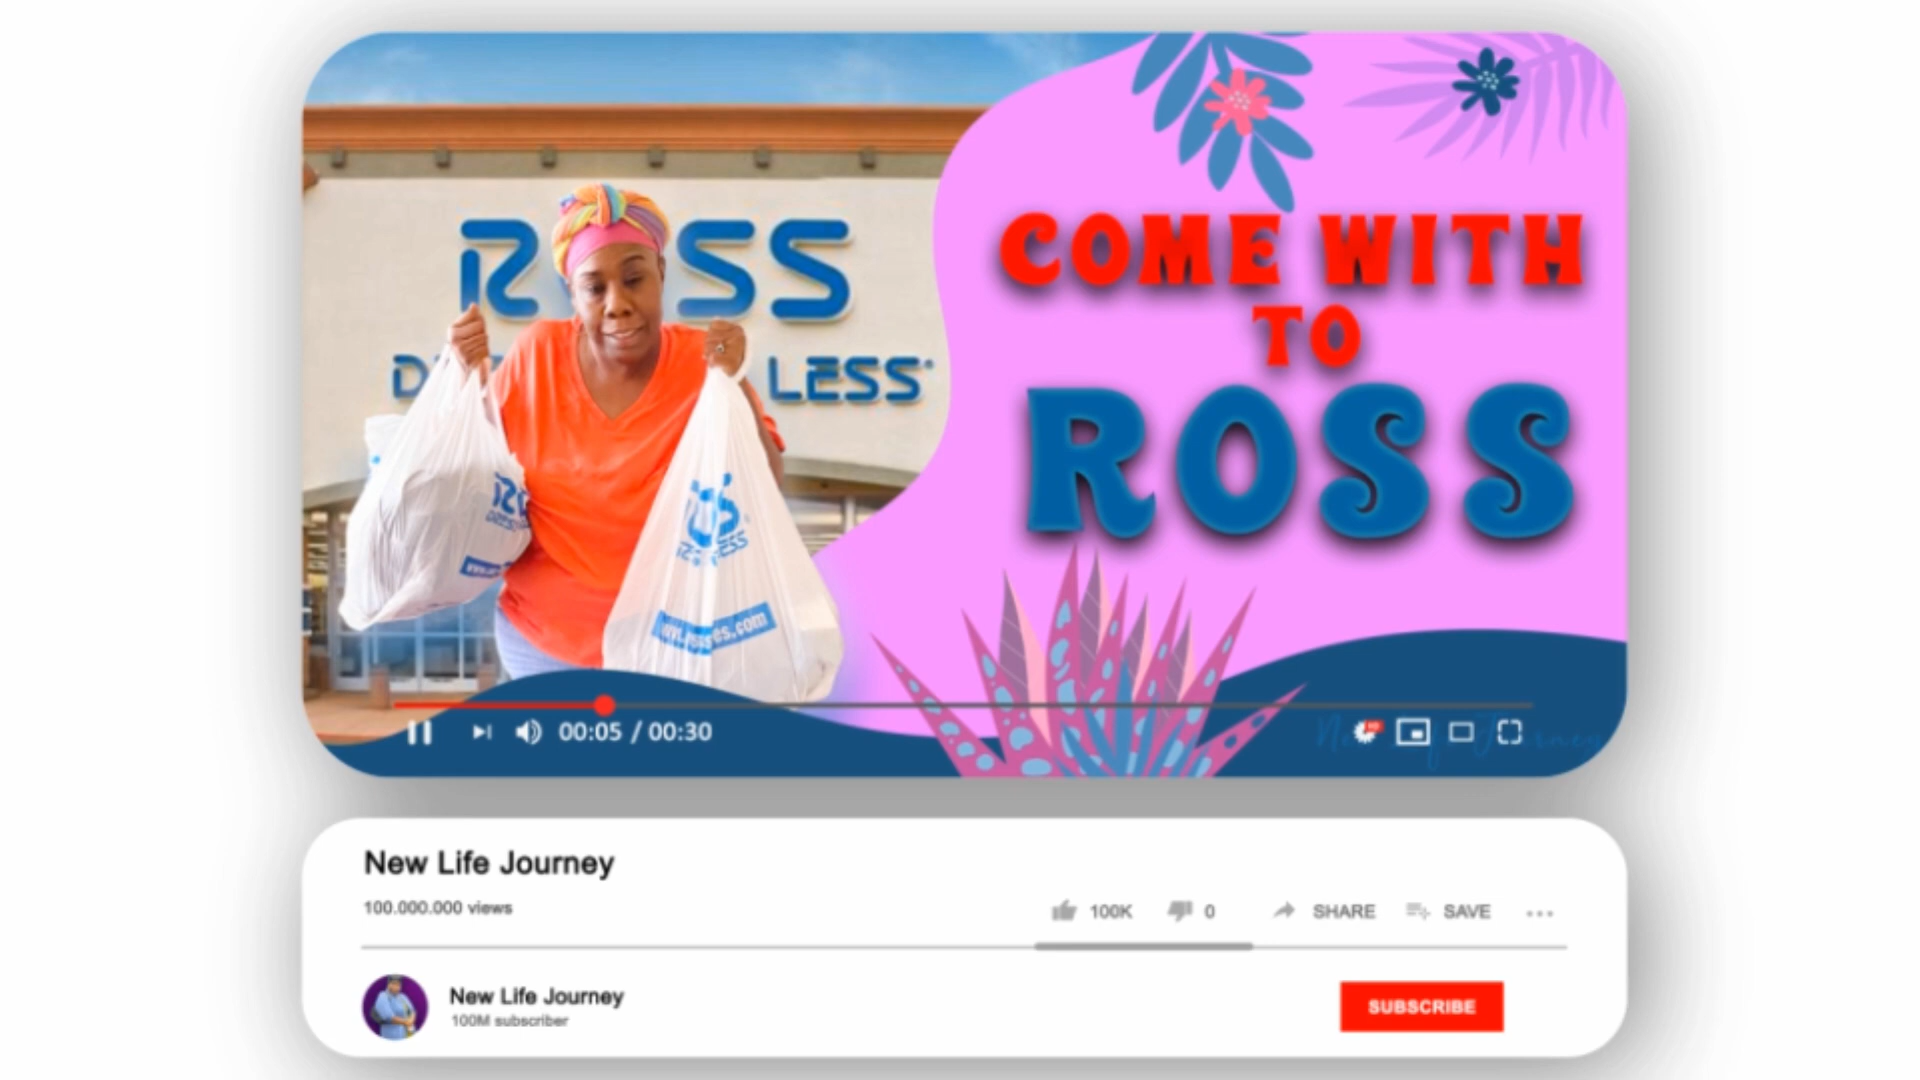 ROSS
LESS
COME WITH
TO
ROSS
00:05 / 00:30
New Life Journey
100.000.000 views
100K
0
SHARE
SAVE
New Life Journey
100M subscriber
SUBSCRIBE